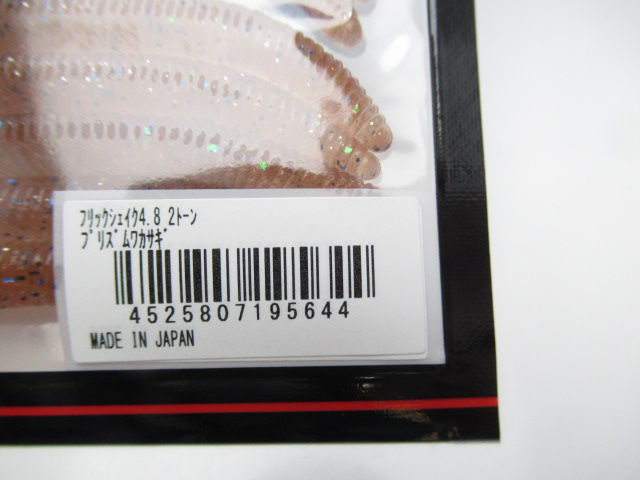 ﾌﾘｯｸｼｪｲｸ4.8 2ﾄｰﾝ
ﾌﾟﾘｽﾞﾑﾜｶｻｷﾞ
4525807195644
MADE IN JAPAN